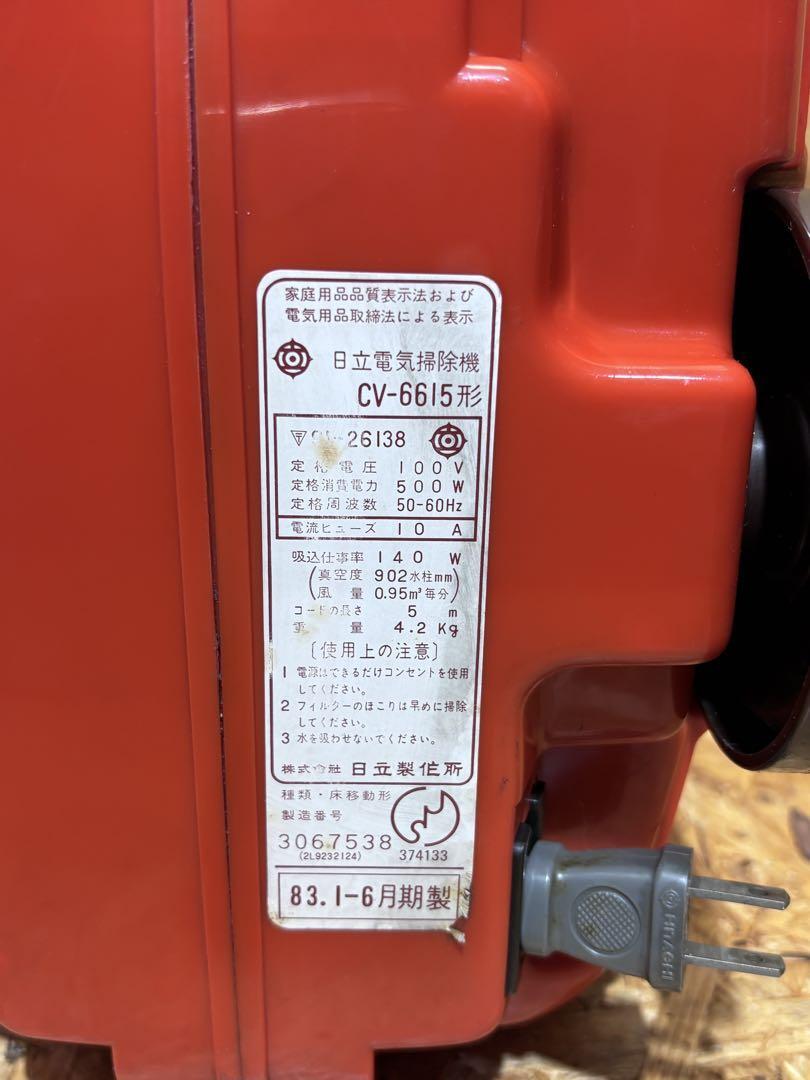 家庭用品品質表示法および
電気用品取締法による表示
日立電気掃除機
CV-6615形
26138
定格電圧 100V
定格消費電力 500W
定格周波数 50-60Hz
電流ヒューズ 10A
吸込仕事率 140W
(真空度 902水柱mm
風量 0.95m³毎分)
コードの長さ 5m
重量 4.2Kg
〔使用上の注意〕
1 電源はできるだけコンセントを使用
してください。
2 フィルターのほこりは早めに掃除
してください。
3 水を吸わせないでください。
株式会社 日立製作所
種類・床移動形
製造番号
3067538
(2L9232124)
374133
83.1-6月期製
HITACHI